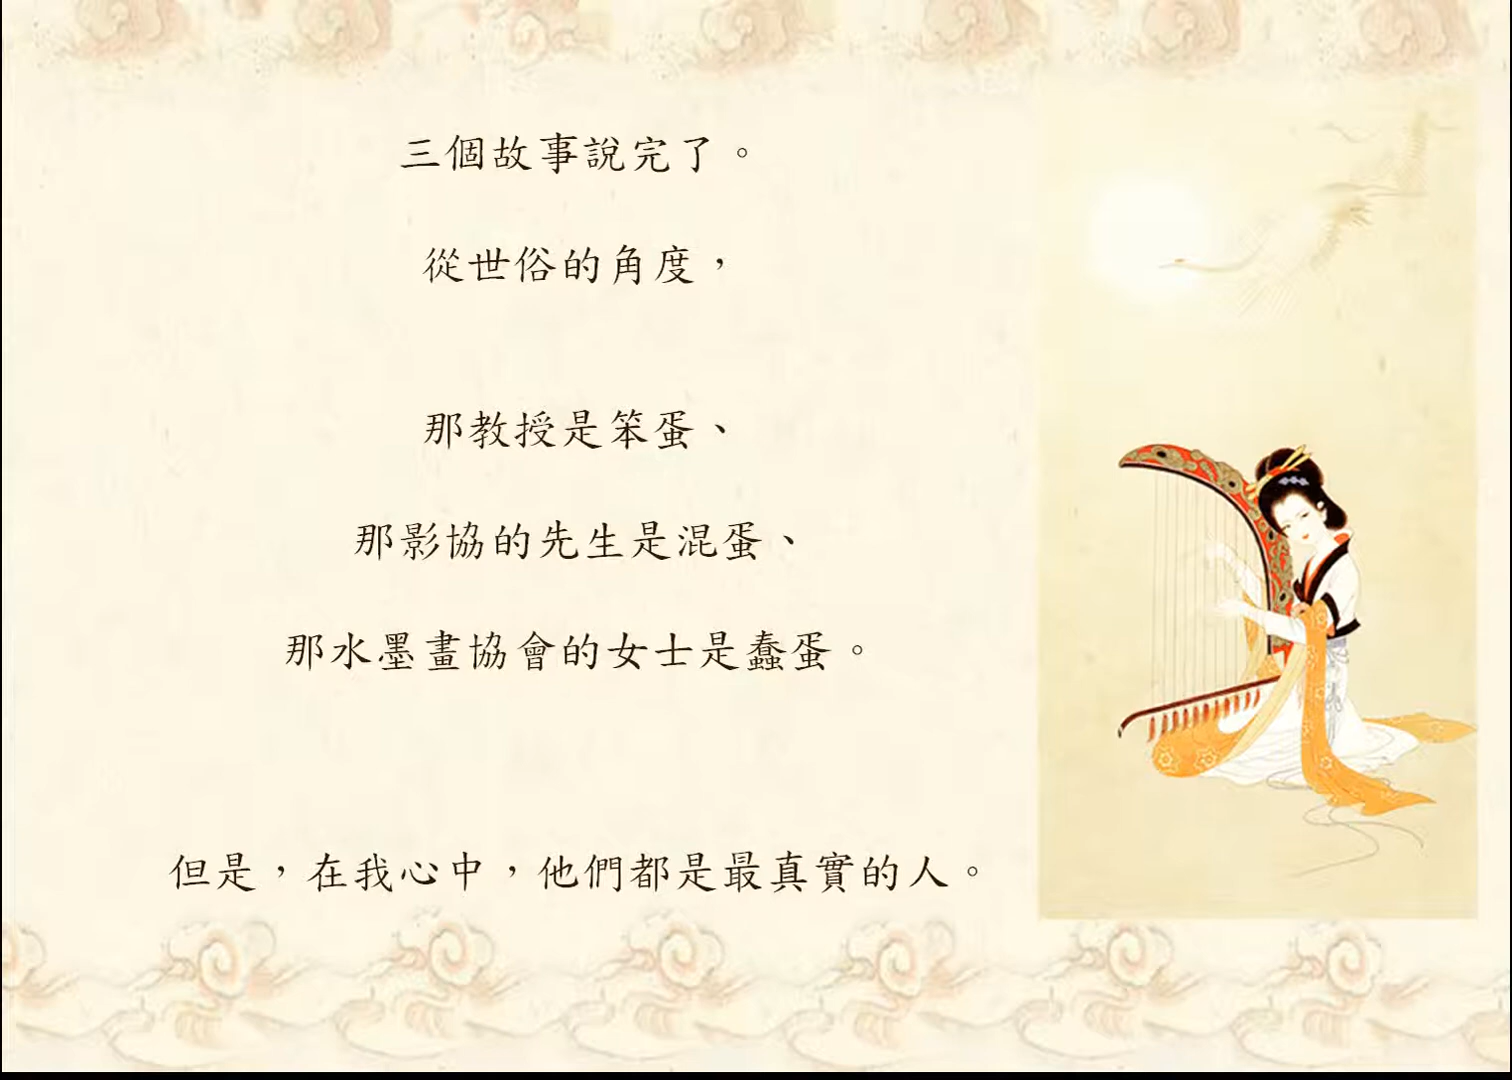 三個故事說完了。
從世俗的角度，
那教授是笨蛋、
那影協的先生是混蛋、
那水墨畫協會的女士是蠢蛋。
但是，在我心中，他們都是最真實的人。